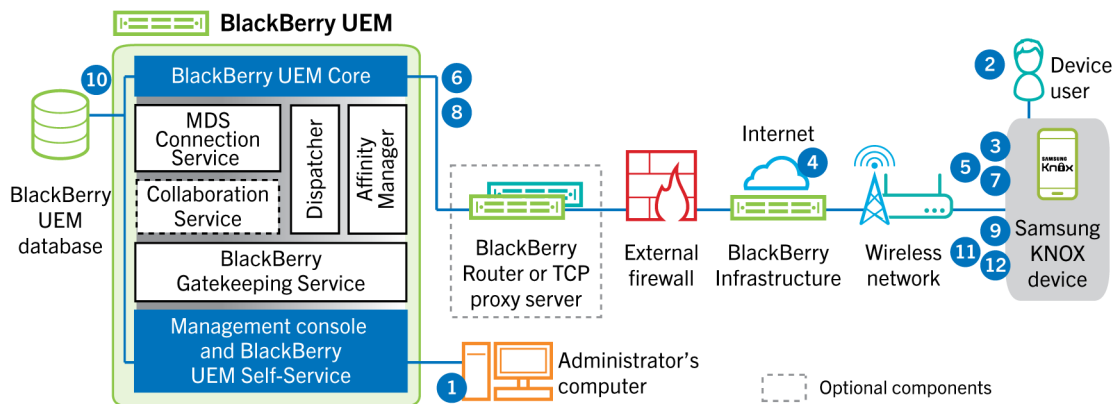 BlackBerry UEM
10
BlackBerry UEM Core
6
8
MDS
Connection
Service
Collaboration
Service
Dispatcher
Affinity
Manager
BlackBerry
Gatekeeping Service
Management console
and BlackBerry
UEM Self-Service
BlackBerry
UEM
database
1
Administrator's
computer
BlackBerry
Router or TCP
proxy server
External
firewall
Internet
4
BlackBerry
Infrastructure
Wireless
network
2
Device
user
3
5
7
SAMSUNG
Knox
9
11
12
Samsung
KNOX
device
Optional components